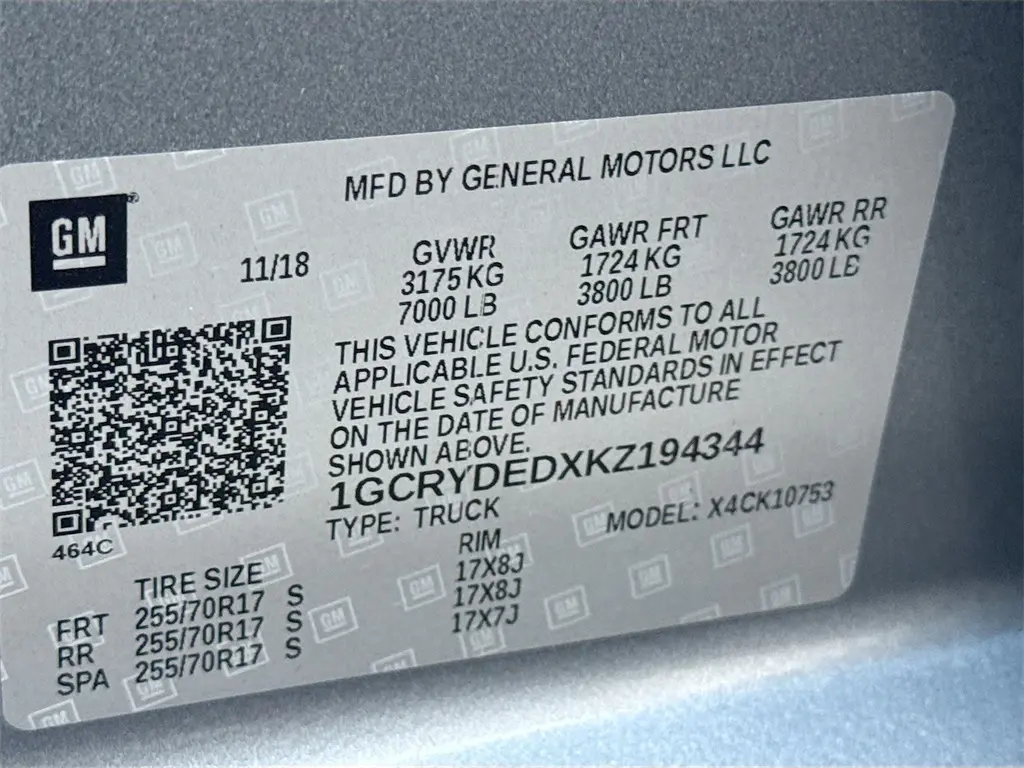 MFD BY GENERAL MOTORS LLC
GM
11/18
GVWR
3175 KG
7000 LB
GAWR FRT
1724 KG
3800 LB
GAWR RR
1724 KG
3800 LB
THIS VEHICLE CONFORMS TO ALL
APPLICABLE U.S. FEDERAL MOTOR
VEHICLE SAFETY STANDARDS IN EFFECT
ON THE DATE OF MANUFACTURE
SHOWN ABOVE.
1GCRYDEDXKZ194344
TYPE: TRUCK
MODEL: X4CK10753
464C
TIRE SIZE
RIM
FRT 255/70R17 S 17X8J
RR 255/70R17 S 17X8J
SPA 255/70R17 S 17X7J